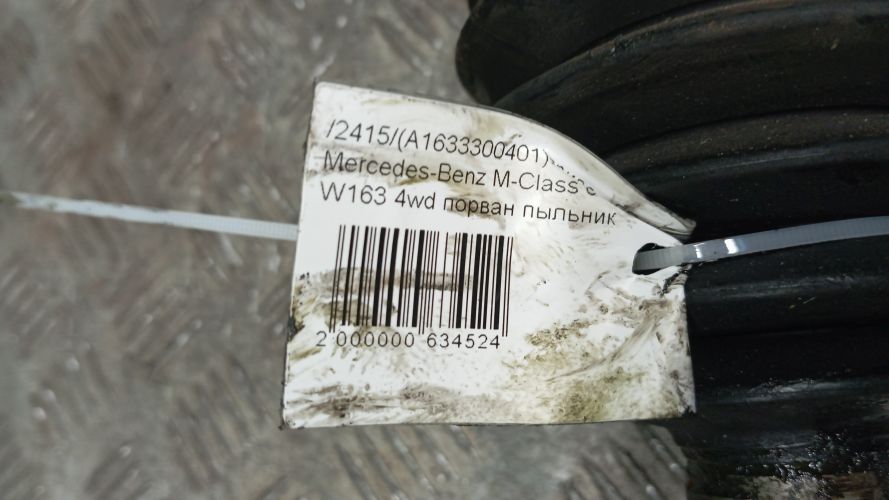 /2415/(A1633300401)
Mercedes-Benz M-Class
W163 4wd порван пыльник
2 000000 634524